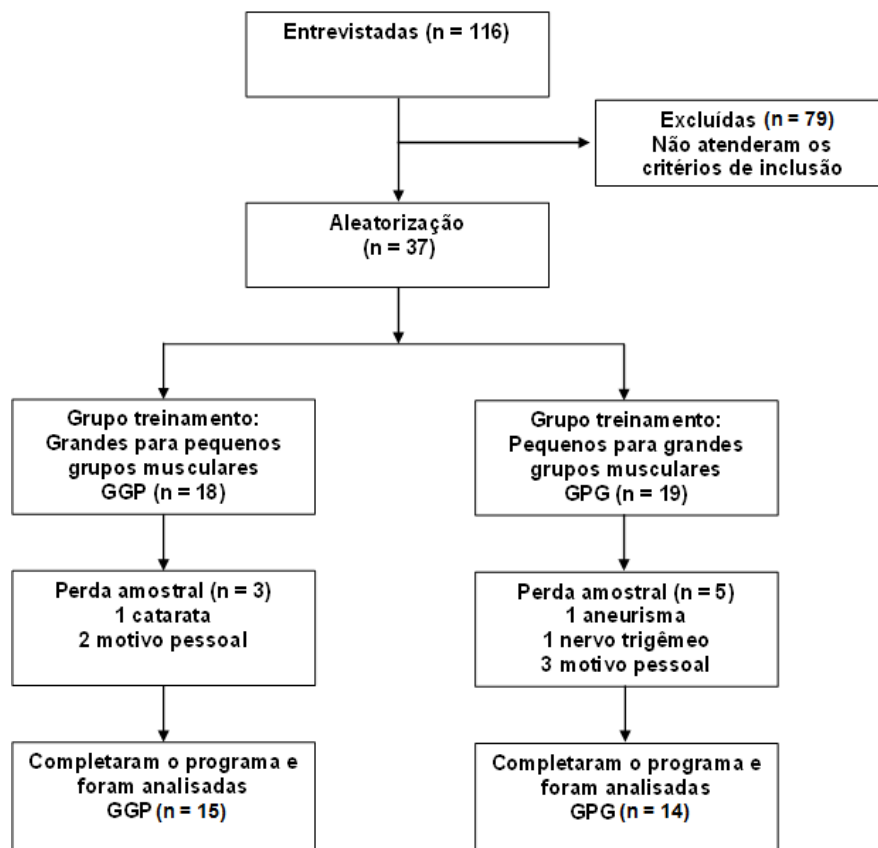 Entrevistadas (n = 116)
Excluídas (n = 79)
Não atenderam os
critérios de inclusão
Aleatorização
(n = 37)
Grupo treinamento:
Grandes para pequenos
grupos musculares
GGP (n = 18)
Grupo treinamento:
Pequenos para grandes
grupos musculares
GPG (n = 19)
Perda amostral (n = 3)
1 catarata
2 motivo pessoal
Perda amostral (n = 5)
1 aneurisma
1 nervo trigêmeo
3 motivo pessoal
Completaram o programa e
foram analisadas
GGP (n = 15)
Completaram o programa e
foram analisadas
GPG (n = 14)